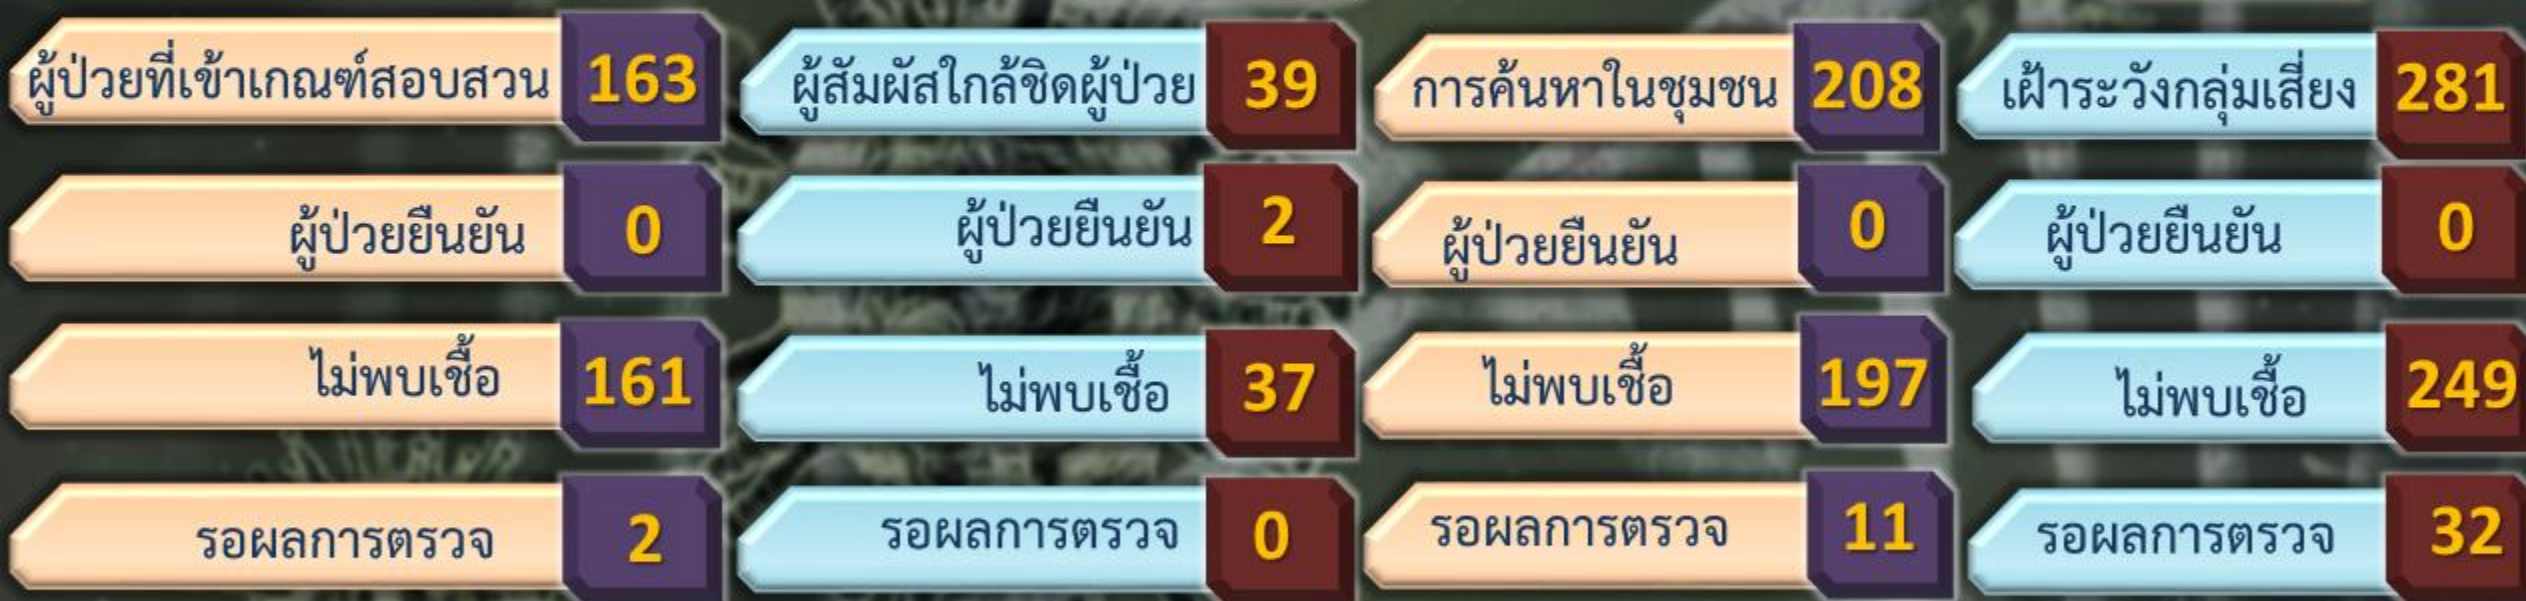 ผู้ป่วยที่เข้าเกณฑ์สอบสวน 163 ผู้สัมผัสใกล้ชิดผู้ป่วย 39 การค้นหาในชุมชน 208 เฝ้าระวังกลุ่มเสี่ยง 281
ผู้ป่วยยืนยัน 0 ผู้ป่วยยืนยัน 2 ผู้ป่วยยืนยัน 0 ผู้ป่วยยืนยัน 0
ไม่พบเชื้อ 161 ไม่พบเชื้อ 37 ไม่พบเชื้อ 197 ไม่พบเชื้อ 249
รอผลการตรวจ 2 รอผลการตรวจ 0 รอผลการตรวจ 11 รอผลการตรวจ 32